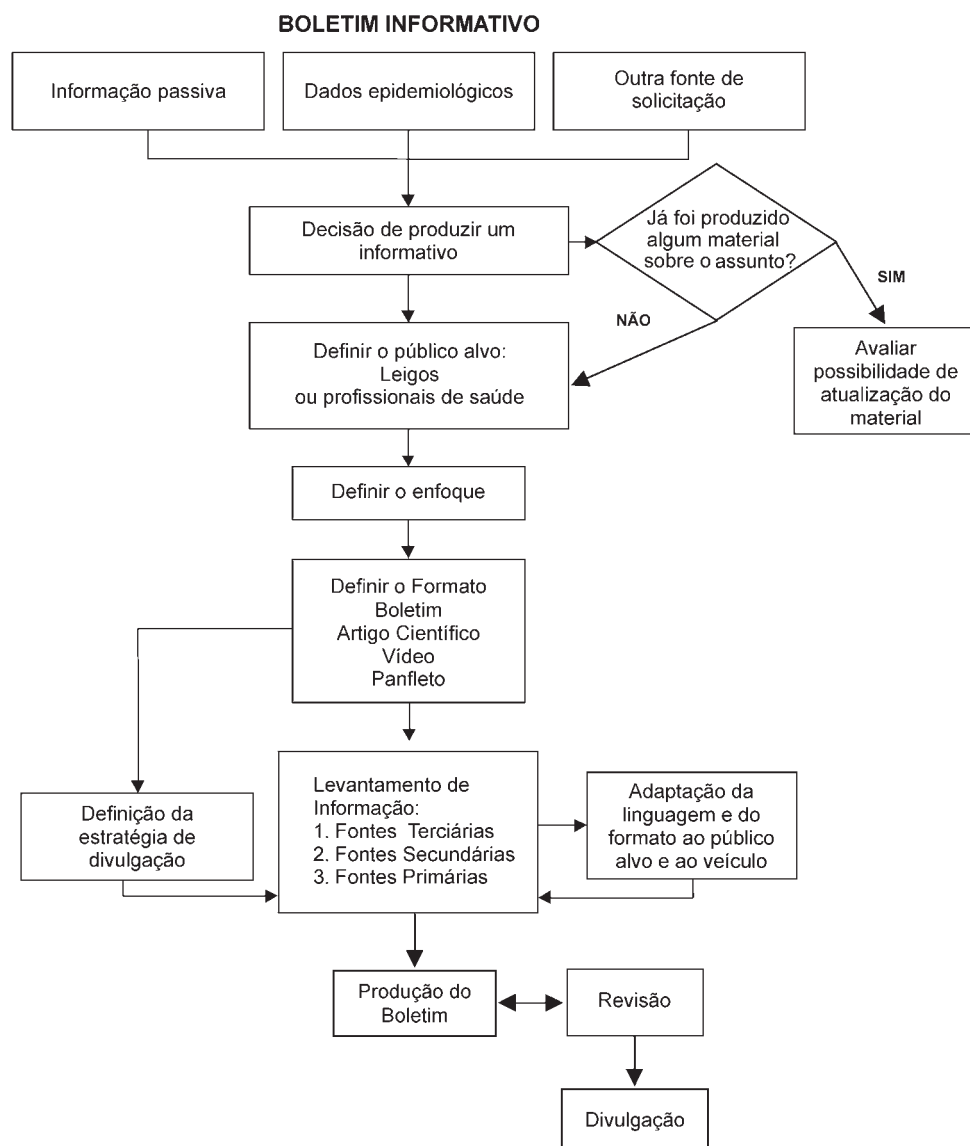 BOLETIM INFORMATIVO
Informação passiva
Dados epidemiológicos
Outra fonte de
solicitação
Decisão de produzir um
informativo
Já foi produzido
algum material
sobre o assunto?
SIM
NÃO
Avaliar
possibilidade de
atualização do
material
Definir o público alvo:
Leigos
ou profissionais de saúde
Definir o enfoque
Definir o Formato
Boletim
Artigo Científico
Vídeo
Panfleto
Definição da
estratégia de
divulgação
Levantamento de
Informação:
1. Fontes Terciárias
2. Fontes Secundárias
3. Fontes Primárias
Adaptação da
linguagem e do
formato ao público
alvo e ao veículo
Produção do
Boletim
Revisão
Divulgação